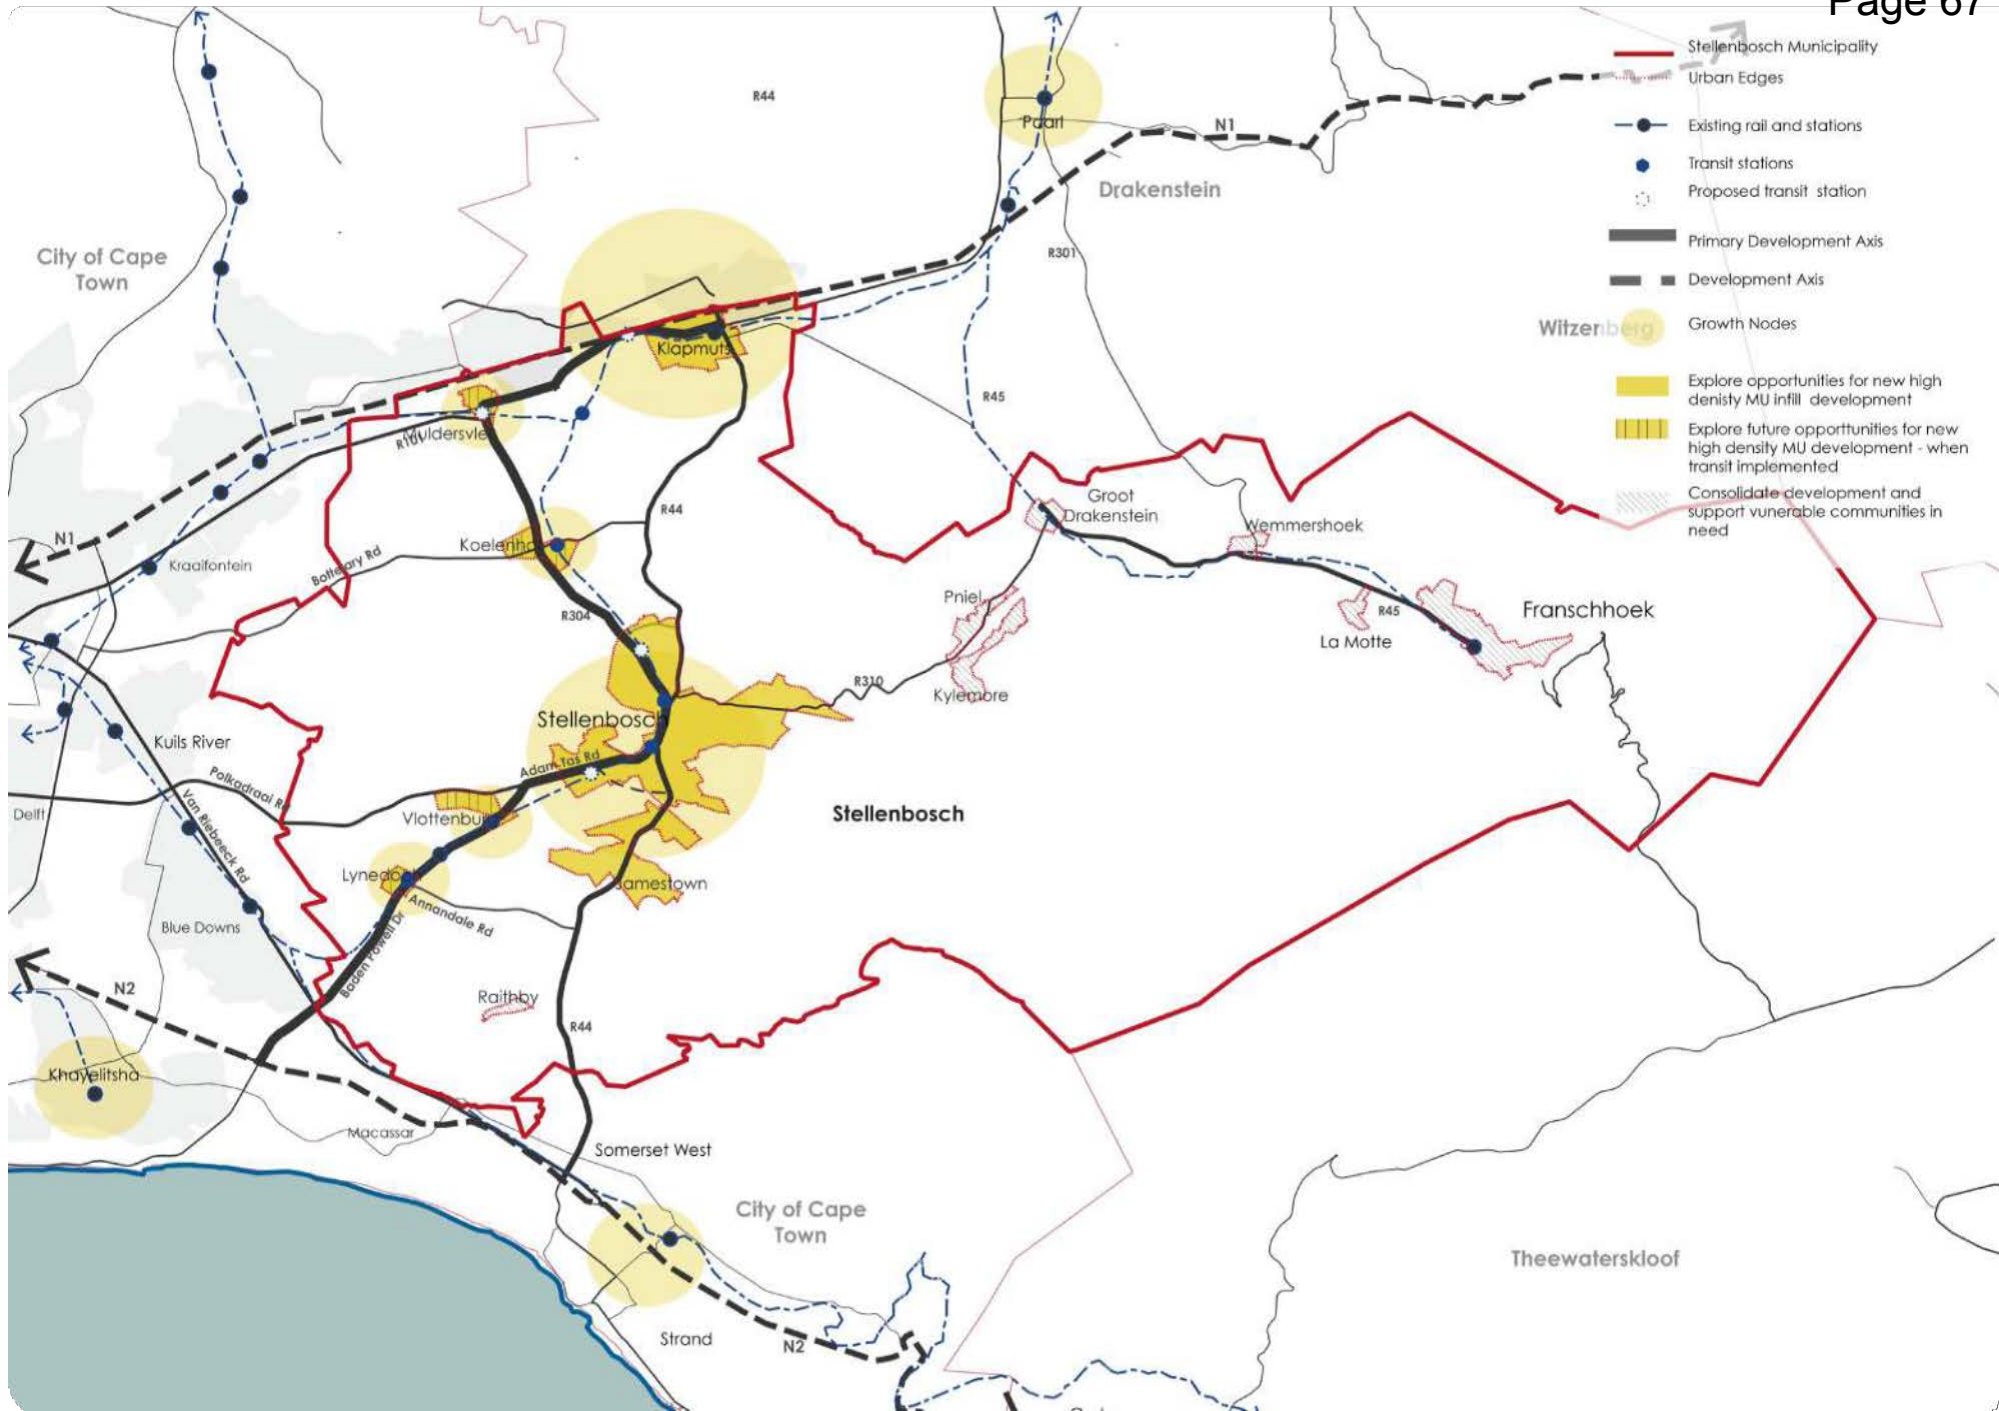 Page 67
Stellenbosch Municipality
Urban Edges
Existing rail and stations
Transit stations
Proposed transit station
Primary Development Axis
Development Axis
Growth Nodes
Explore opportunities for new high
denisty MU infill development
Explore future opporttunities for new
high density MU development - when
transit implemented
Consolidate development and
support vunerable communities in
need
R44
Paarl
N1
Drakenstein
City of Cape
Town
R301
Witzenberg
Klapmuts
R45
Muldersvlei
R101
Groot
Drakenstein
R44
Wemmershoek
N1
Koelenhof
Kraaifontein
Bottelary Rd
Pniel
R304
R45
Franschhoek
La Motte
R310
Kylemore
Stellenbosch
Kuils River
Adam Tas Rd
Polkadraai Rd
Van Riebeeck Rd
Delft
Vlottenburg
Stellenbosch
Lynedoch
Jamestown
Annandale Rd
Blue Downs
Baden Powell Dr
N2
Raithby
R44
Khayelitsha
Macassar
Somerset West
City of Cape
Town
Theewaterskloof
Strand
N2